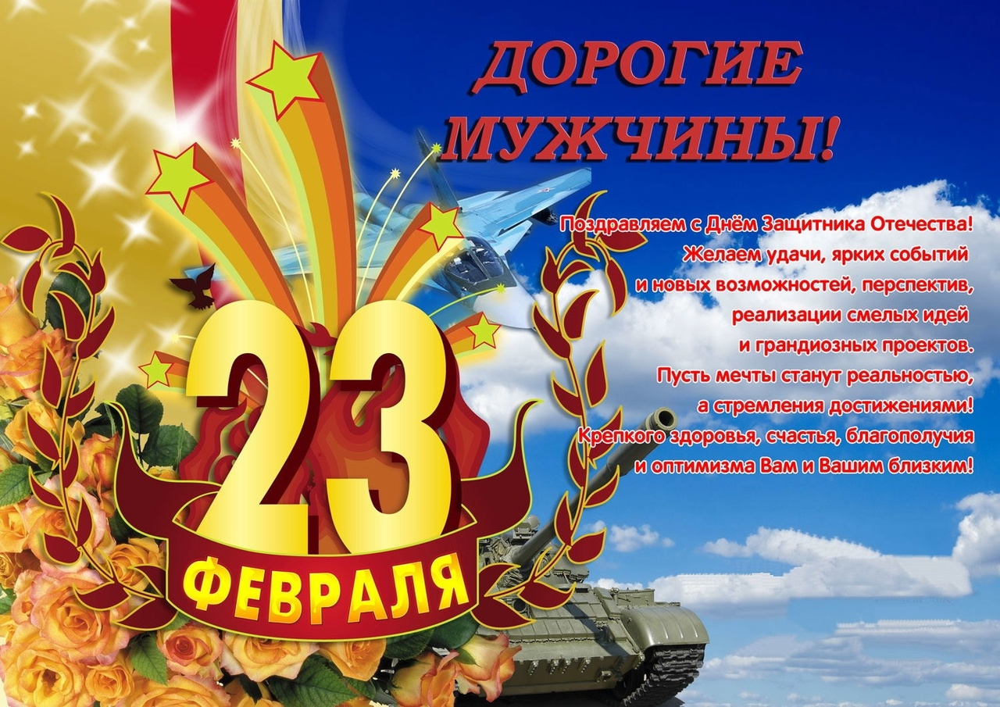 ДОРОГИЕ
МУЖЧИНЫ!
Поздравляем с Днём Защитника Отечества!
Желаем удачи, ярких событий
и новых возможностей, перспектив,
реализации смелых идей
и грандиозных проектов.
Пусть мечты станут реальностью,
а стремления достижениями!
Крепкого здоровья, счастья, благополучия
и оптимизма Вам и Вашим близким!
23
ФЕВРАЛЯ